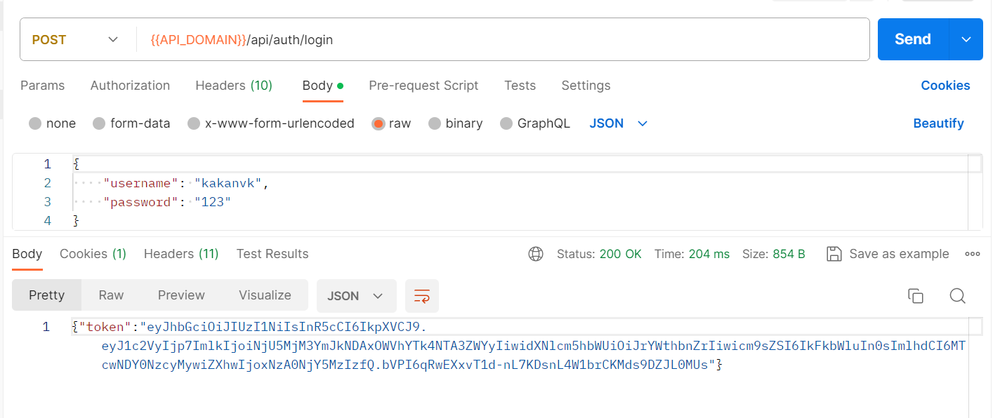 POST {{API_DOMAIN}}/api/auth/login Send
Params Authorization Headers (10) Body Pre-request Script Tests Settings Cookies
none form-data x-www-form-urlencoded raw binary GraphQL JSON Beautify
1 {
2 "username": "kakanvk",
3 "password": "123"
4 }
Body Cookies (1) Headers (11) Test Results Status: 200 OK Time: 204 ms Size: 854 B Save as example
Pretty Raw Preview Visualize JSON
1 {"token":"eyJhbGciOiJIUzI1NiIsInR5cCI6IkpXVCJ9.
eyJ1c2VyIjp7ImlkIjoiNjU5MjM3YmJkNDAxOWVhYTk4NTA3ZWYyIiwidXNlcm5hbWUiOiJrYWthbnZrIiwicm9sZSI6IkFkbWluIn0sImlhdCI6MT
cwNDY0NzcyMywiZXhwIjoxNzA0NjY5MzIzfQ.bVPI6qRwEXxvT1d-nL7KDsnL4W1brCKMds9DZJL0MUs"}